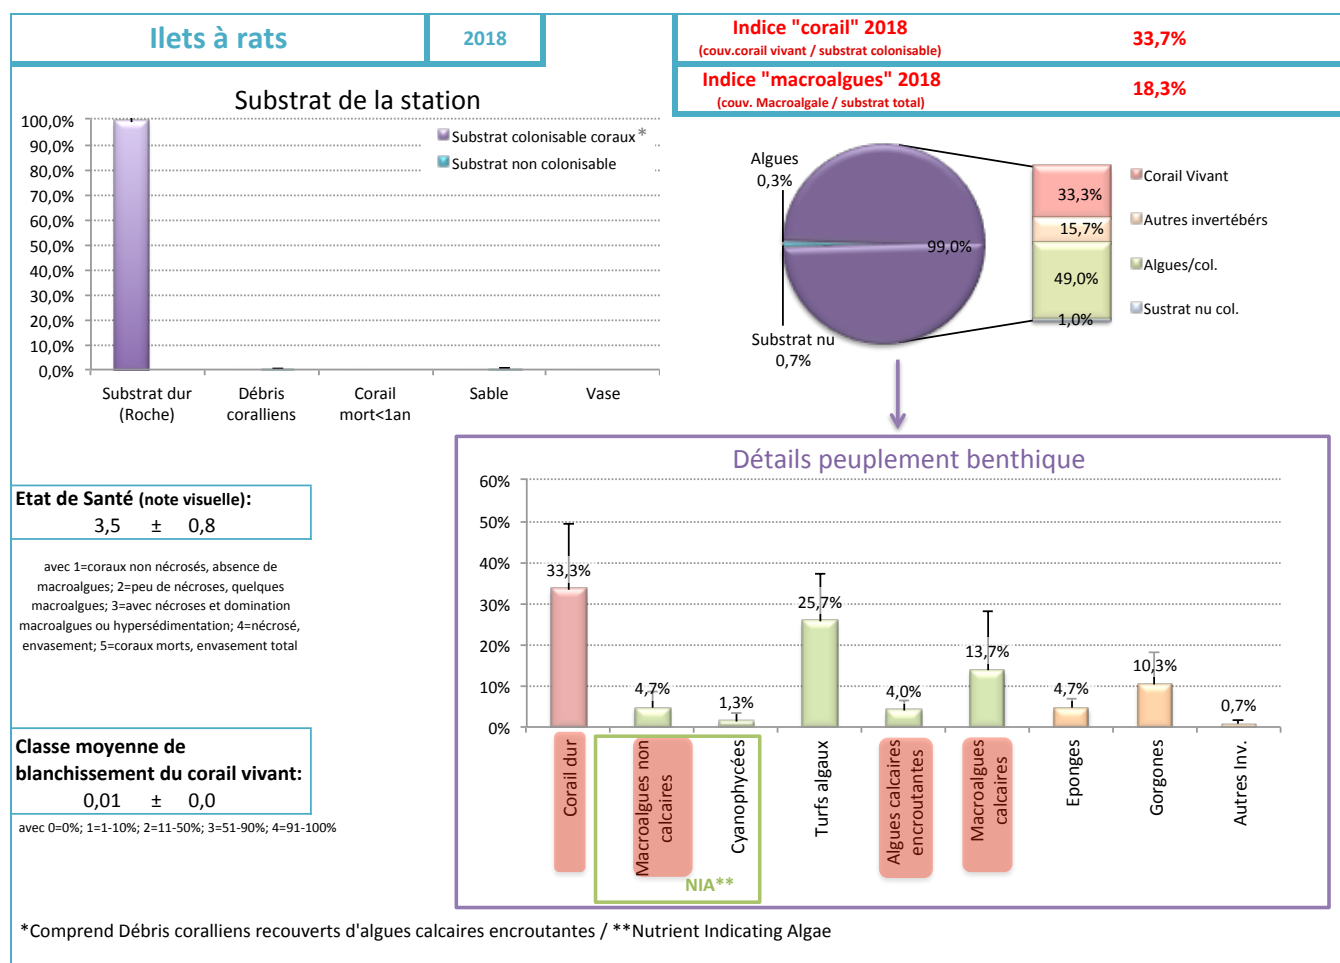 Ilets à rats
2018
Indice "corail" 2018
(couv.corail vivant / substrat colonisable)
33,7%
Indice "macroalgues" 2018
(couv. Macroalgale / substrat total)
18,3%
Substrat de la station
100,0%
90,0%
80,0%
70,0%
60,0%
50,0%
40,0%
30,0%
20,0%
10,0%
0,0%
Substrat colonisable coraux*
Substrat non colonisable
Substrat dur
(Roche)
Débris
coralliens
Corail
mort<1an
Sable
Vase
Algues
0,3%
99,0%
Substrat nu
0,7%
33,3%
15,7%
49,0%
1,0%
Corail Vivant
Autres invertébérs
Algues/col.
Sustrat nu col.
Etat de Santé (note visuelle):
3,5 ± 0,8
avec 1=coraux non nécrosés, absence de
macroalgues; 2=peu de nécroses, quelques
macroalgues; 3=avec nécroses et domination
macroalgues ou hypersédimentation; 4=nécrosé,
envasement; 5=coraux morts, envasement total
Classe moyenne de
blanchissement du corail vivant:
0,01 ± 0,0
avec 0=0%; 1=1-10%; 2=11-50%; 3=51-90%; 4=91-100%
Détails peuplement benthique
60%
50%
40%
30%
20%
10%
0%
33,3%
4,7%
1,3%
25,7%
4,0%
13,7%
4,7%
10,3%
0,7%
Corail dur
Macroalgues non
calcaires
Cyanophycées
Turfs algaux
Algues calcaires
encroutantes
Macroalgues
calcaires
Eponges
Gorgones
Autres Inv.
NIA**
*Comprend Débris coralliens recouverts d'algues calcaires encroutantes / **Nutrient Indicating Algae